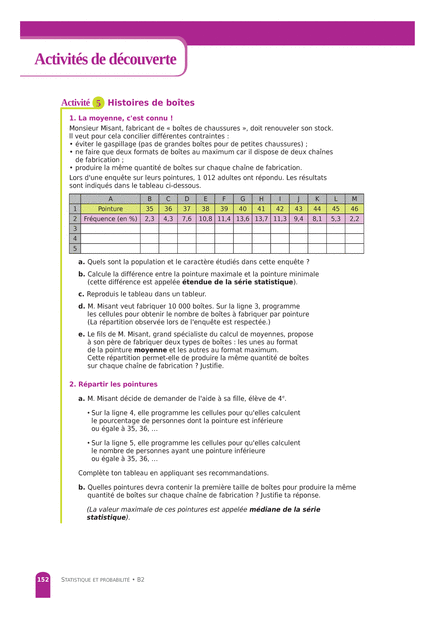 Activités de découverte
Activité 5 Histoires de boîtes
1. La moyenne, c'est connu !
Monsieur Misant, fabricant de « boîtes de chaussures », doit renouveler son stock.
Il veut pour cela concilier différentes contraintes :
• éviter le gaspillage (pas de grandes boîtes pour de petites chaussures) ;
• ne faire que deux formats de boîtes au maximum car il dispose de deux chaînes
de fabrication ;
• produire la même quantité de boîtes sur chaque chaîne de fabrication.
Lors d'une enquête sur leurs pointures, 1 012 adultes ont répondu. Les résultats
sont indiqués dans le tableau ci-dessous.
A B C D E F G H I J K L M
1 Pointure 35 36 37 38 39 40 41 42 43 44 45 46
2 Fréquence (en %) 2,3 4,3 7,6 10,8 11,4 13,6 13,7 11,3 9,4 8,1 5,3 2,2
3
4
5
a. Quels sont la population et le caractère étudiés dans cette enquête ?
b. Calcule la différence entre la pointure maximale et la pointure minimale
(cette différence est appelée étendue de la série statistique).
c. Reproduis le tableau dans un tableur.
d. M. Misant veut fabriquer 10 000 boîtes. Sur la ligne 3, programme
les cellules pour obtenir le nombre de boîtes à fabriquer par pointure
(La répartition observée lors de l'enquête est respectée.)
e. Le fils de M. Misant, grand spécialiste du calcul de moyennes, propose
à son père de fabriquer deux types de boîtes : les unes au format
de la pointure moyenne et les autres au format maximum.
Cette répartition permet-elle de produire la même quantité de boîtes
sur chaque chaîne de fabrication ? Justifie.
2. Répartir les pointures
a. M. Misant décide de demander de l'aide à sa fille, élève de 4e.
• Sur la ligne 4, elle programme les cellules pour qu'elles calculent
le pourcentage de personnes dont la pointure est inférieure
ou égale à 35, 36, ...
• Sur la ligne 5, elle programme les cellules pour qu'elles calculent
le nombre de personnes ayant une pointure inférieure
ou égale à 35, 36, ...
Complète ton tableau en appliquant ses recommandations.
b. Quelles pointures devra contenir la première taille de boîtes pour produire la même
quantité de boîtes sur chaque chaîne de fabrication ? Justifie ta réponse.
(La valeur maximale de ces pointures est appelée médiane de la série
statistique).
152 STATISTIQUE ET PROBABILITÉ • B2